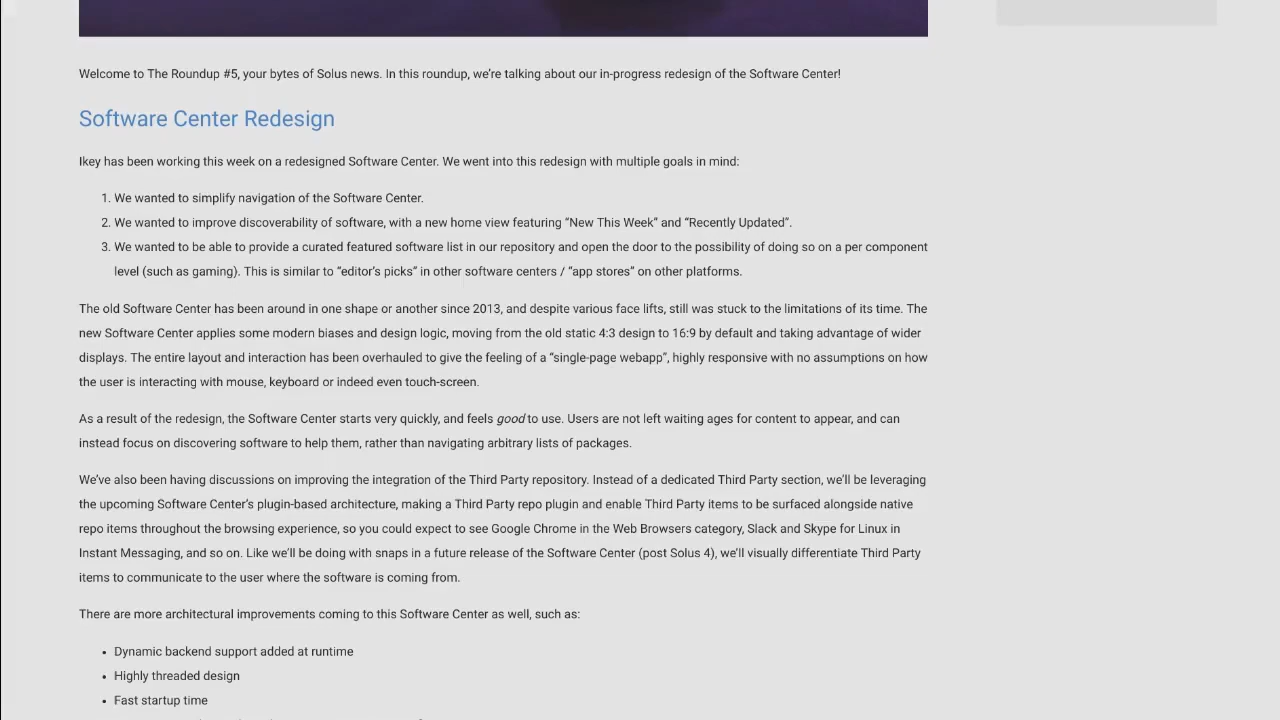 Welcome to The Roundup #5, your bytes of Solus news. In this roundup, we’re talking about our in-progress redesign of the Software Center!
Software Center Redesign
Ikey has been working this week on a redesigned Software Center. We went into this redesign with multiple goals in mind:
1. We wanted to simplify navigation of the Software Center.
2. We wanted to improve discoverability of software, with a new home view featuring “New This Week” and “Recently Updated”.
3. We wanted to be able to provide a curated featured software list in our repository and open the door to the possibility of doing so on a per component
level (such as gaming). This is similar to “editor’s picks” in other software centers / “app stores” on other platforms.
The old Software Center has been around in one shape or another since 2013, and despite various face lifts, still was stuck to the limitations of its time. The
new Software Center applies some modern biases and design logic, moving from the old static 4:3 design to 16:9 by default and taking advantage of wider
displays. The entire layout and interaction has been overhauled to give the feeling of a “single-page webapp”, highly responsive with no assumptions on how
the user is interacting with mouse, keyboard or indeed even touch-screen.
As a result of the redesign, the Software Center starts very quickly, and feels good to use. Users are not left waiting ages for content to appear, and can
instead focus on discovering software to help them, rather than navigating arbitrary lists of packages.
We’ve also been having discussions on improving the integration of the Third Party repository. Instead of a dedicated Third Party section, we’ll be leveraging
the upcoming Software Center’s plugin-based architecture, making a Third Party repo plugin and enable Third Party items to be surfaced alongside native
repo items throughout the browsing experience, so you could expect to see Google Chrome in the Web Browsers category, Slack and Skype for Linux in
Instant Messaging, and so on. Like we’ll be doing with snaps in a future release of the Software Center (post Solus 4), we’ll visually differentiate Third Party
items to communicate to the user where the software is coming from.
There are more architectural improvements coming to this Software Center as well, such as:
• Dynamic backend support added at runtime
• Highly threaded design
• Fast startup time